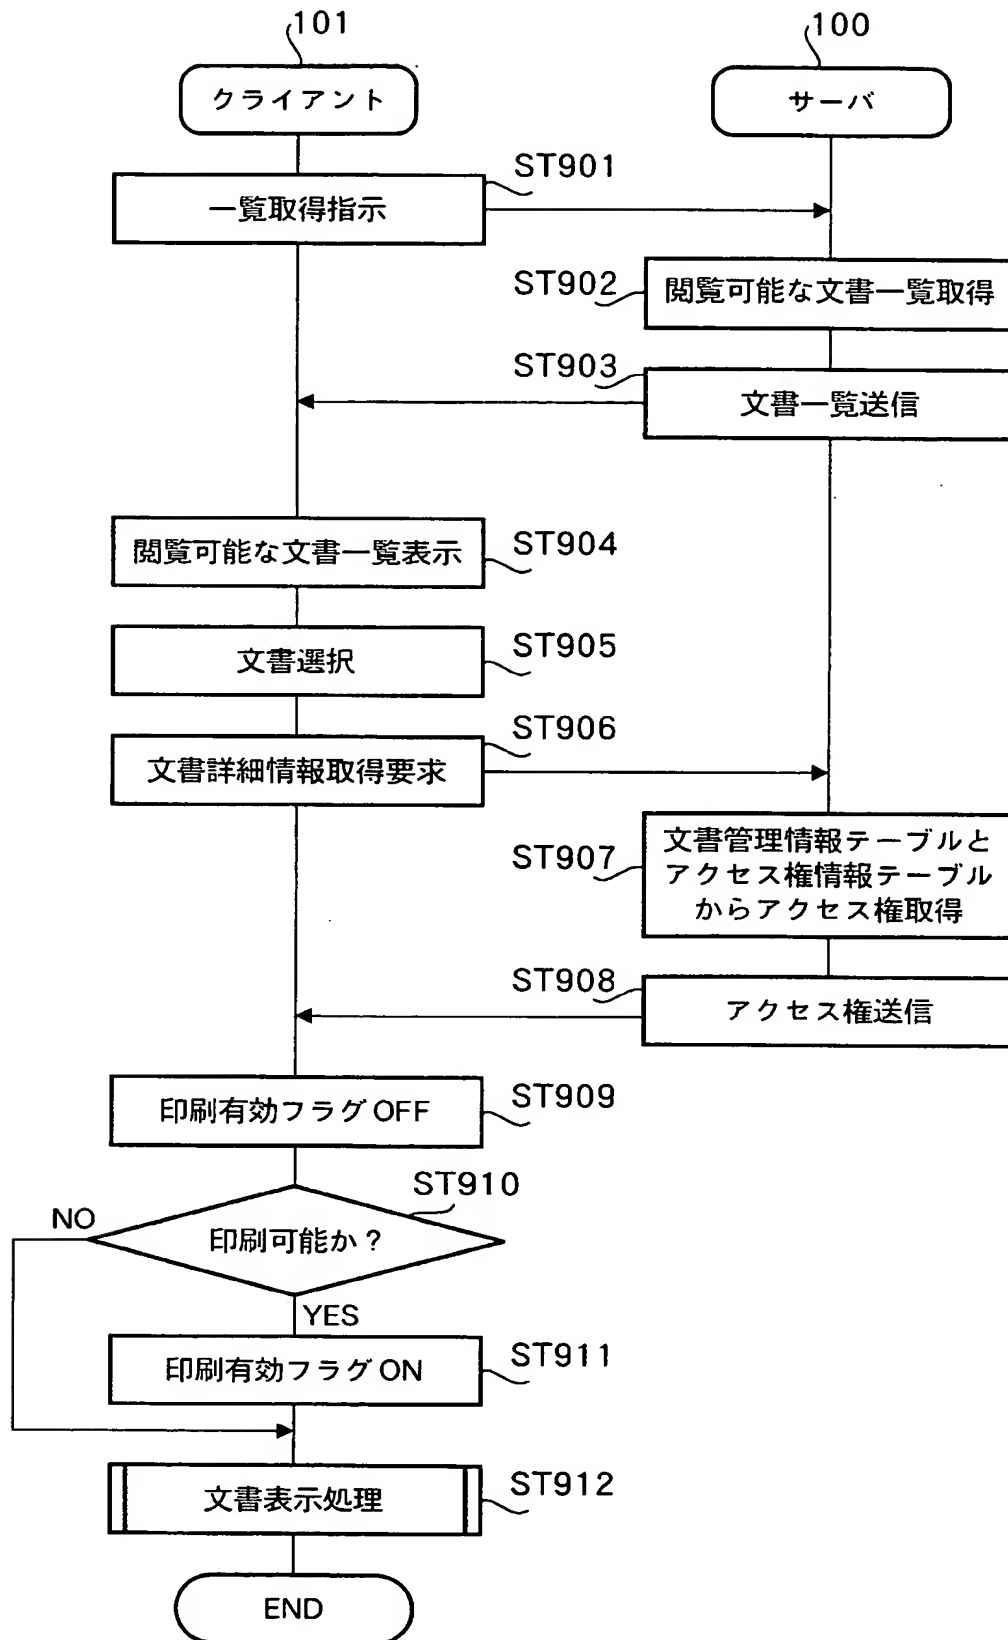 101
100
クライアント
サーバ
ST901
一覧取得指示
ST902
閲覧可能な文書一覧取得
ST903
文書一覧送信
閲覧可能な文書一覧表示
ST904
文書選択
ST905
ST906
文書詳細情報取得要求
ST907
文書管理情報テーブルと
アクセス権情報テーブル
からアクセス権取得
ST908
アクセス権送信
印刷有効フラグOFF
ST909
ST910
NO
印刷可能か?
YES
印刷有効フラグON
ST911
文書表示処理
ST912
END